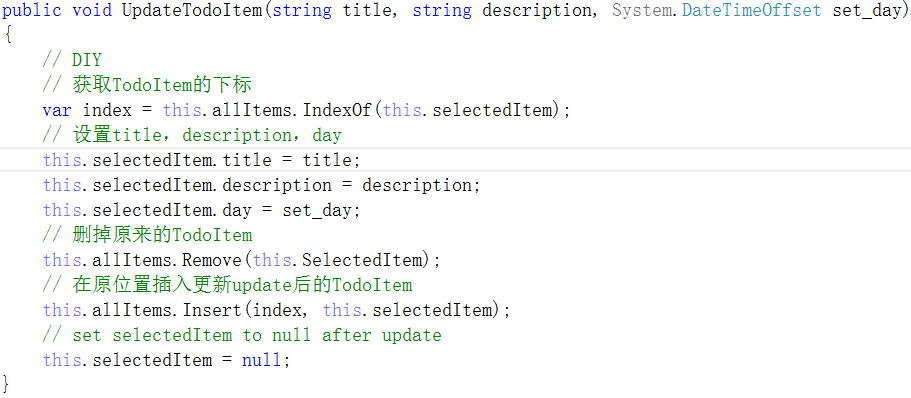 public void UpdateTodoItem(string title, string description, System.DateTimeOffset set_day)
{
// DIY
// 获取TodoItem的下标
var index = this.allItems.IndexOf(this.selectedItem);
// 设置title，description，day
this.selectedItem.title = title;
this.selectedItem.description = description;
this.selectedItem.day = set_day;
// 删掉原来的TodoItem
this.allItems.Remove(this.SelectedItem);
// 在原位置插入更新update后的TodoItem
this.allItems.Insert(index, this.selectedItem);
// set selectedItem to null after update
this.selectedItem = null;
}